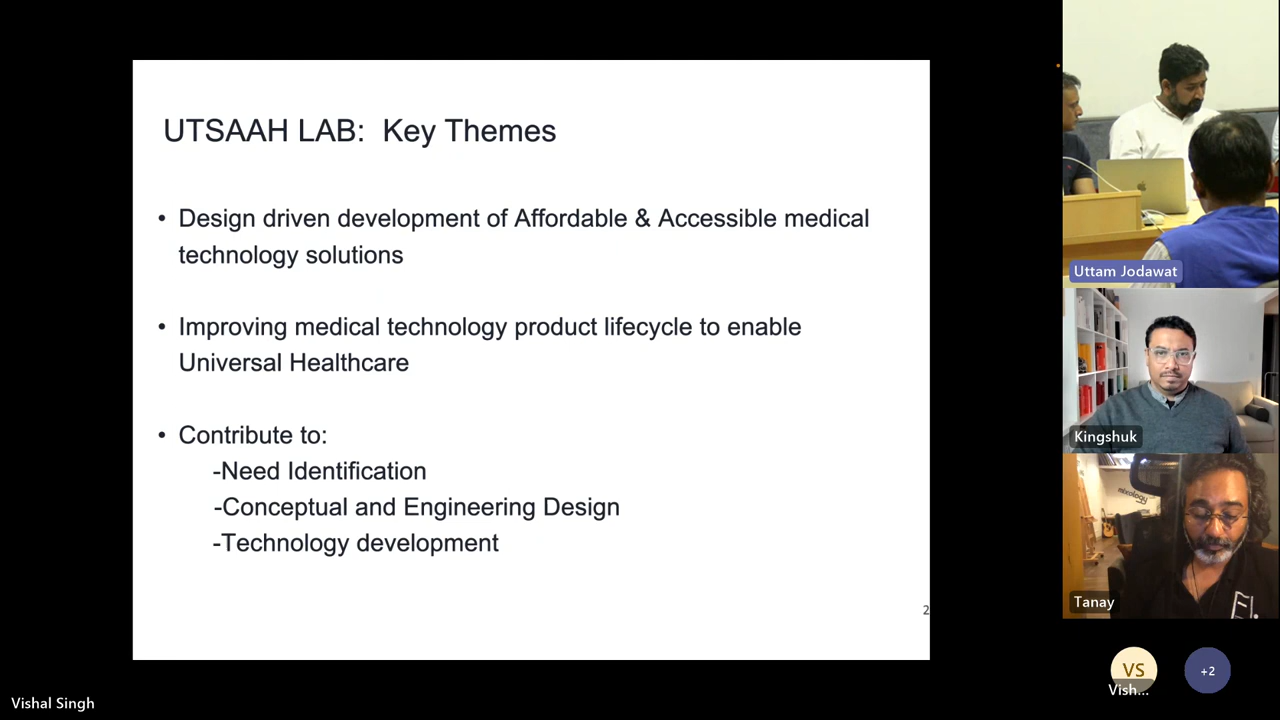 UTSAAH LAB: Key Themes
• Design driven development of Affordable & Accessible medical
technology solutions
• Improving medical technology product lifecycle to enable
Universal Healthcare
• Contribute to:
-Need Identification
-Conceptual and Engineering Design
-Technology development
2
Uttam Jodawat
Kingshuk
mixology
Tanay
VS
Vish...
+2
Vishal Singh